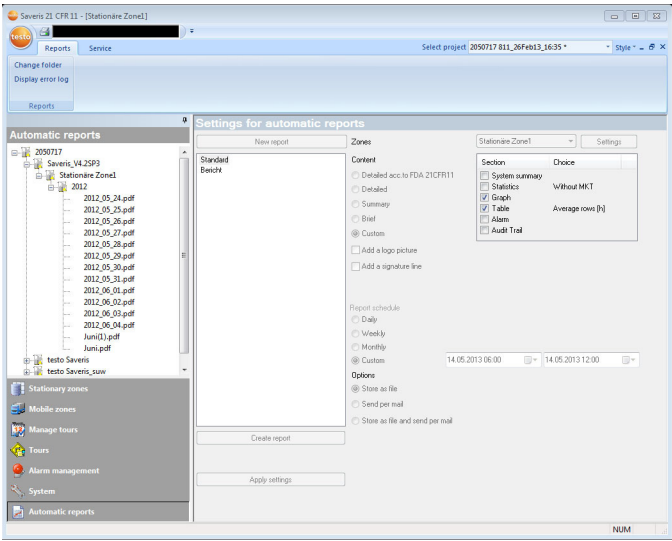 Saveris 21 CFR 11 - [Stationäre Zone1]
testo
Reports Service Select project 2050717 811_26Feb13_16:35 * Style
Change folder
Display error log
Reports
Automatic reports
2050717
Saveris_V4.2SP3
Stationäre Zone1
2012
2012_05_24.pdf
2012_05_25.pdf
2012_05_26.pdf
2012_05_27.pdf
2012_05_28.pdf
2012_05_29.pdf
2012_05_30.pdf
2012_05_31.pdf
2012_06_01.pdf
2012_06_02.pdf
2012_06_03.pdf
2012_06_04.pdf
Juni(1).pdf
Juni.pdf
testo Saveris
testo Saveris_suw
Stationary zones
Mobile zones
Manage tours
Tours
Alarm management
System
Automatic reports
Settings for automatic reports
New report
Standard
Bericht
Create report
Apply settings
Zones Stationäre Zone1 Settings
Content
Detailed acc.to FDA 21CFR11
Detailed
Summary
Brief
Custom
Add a logo picture
Add a signature line
Section Choice
System summary
Statistics Without MKT
Graph
Table Average rows [h]
Alarm
Audit Trail
Report schedule
Daily
Weekly
Monthly
Custom 14.05.2013 06:00 14.05.2013 12:00
Options
Store as file
Send per mail
Store as file and send per mail
NUM